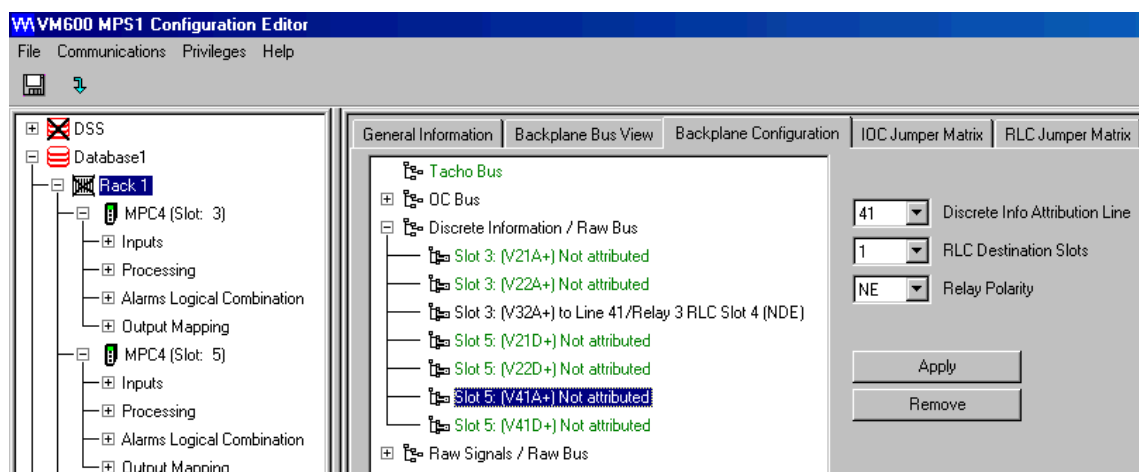 VM600 MPS1 Configuration Editor
File Communications Privileges Help
DSS
Database1
Rack 1
MPC4 (Slot: 3)
Inputs
Processing
Alarms Logical Combination
Output Mapping
MPC4 (Slot: 5)
Inputs
Processing
Alarms Logical Combination
Output Mapping
General Information
Backplane Bus View
Backplane Configuration
IOC Jumper Matrix
RLC Jumper Matrix
Tacho Bus
OC Bus
Discrete Information / Raw Bus
Slot 3: (V21A+) Not attributed
Slot 3: (V22A+) Not attributed
Slot 3: (V32A+) to Line 41/Relay 3 RLC Slot 4 (NDE)
Slot 5: (V21D+) Not attributed
Slot 5: (V22D+) Not attributed
Slot 5: (V41A+) Not attributed
Slot 5: (V41D+) Not attributed
Raw Signals / Raw Bus
41 Discrete Info Attribution Line
1 RLC Destination Slots
NE Relay Polarity
Apply
Remove